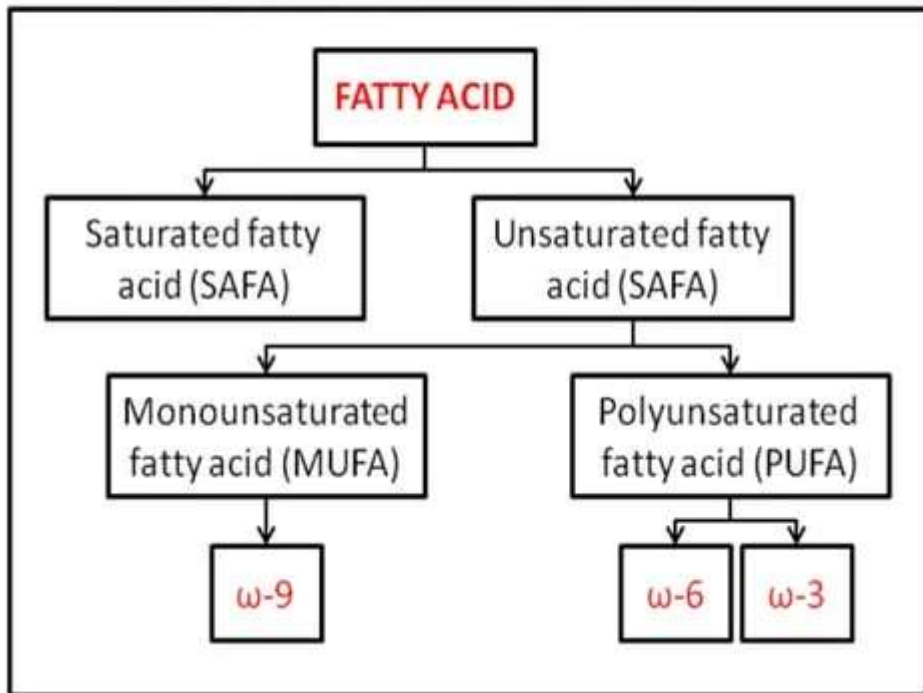 FATTY ACID
Saturated fatty
acid (SAFA)
Unsaturated fatty
acid (SAFA)
Monounsaturated
fatty acid (MUFA)
Polyunsaturated
fatty acid (PUFA)
ω-9
ω-6
ω-3